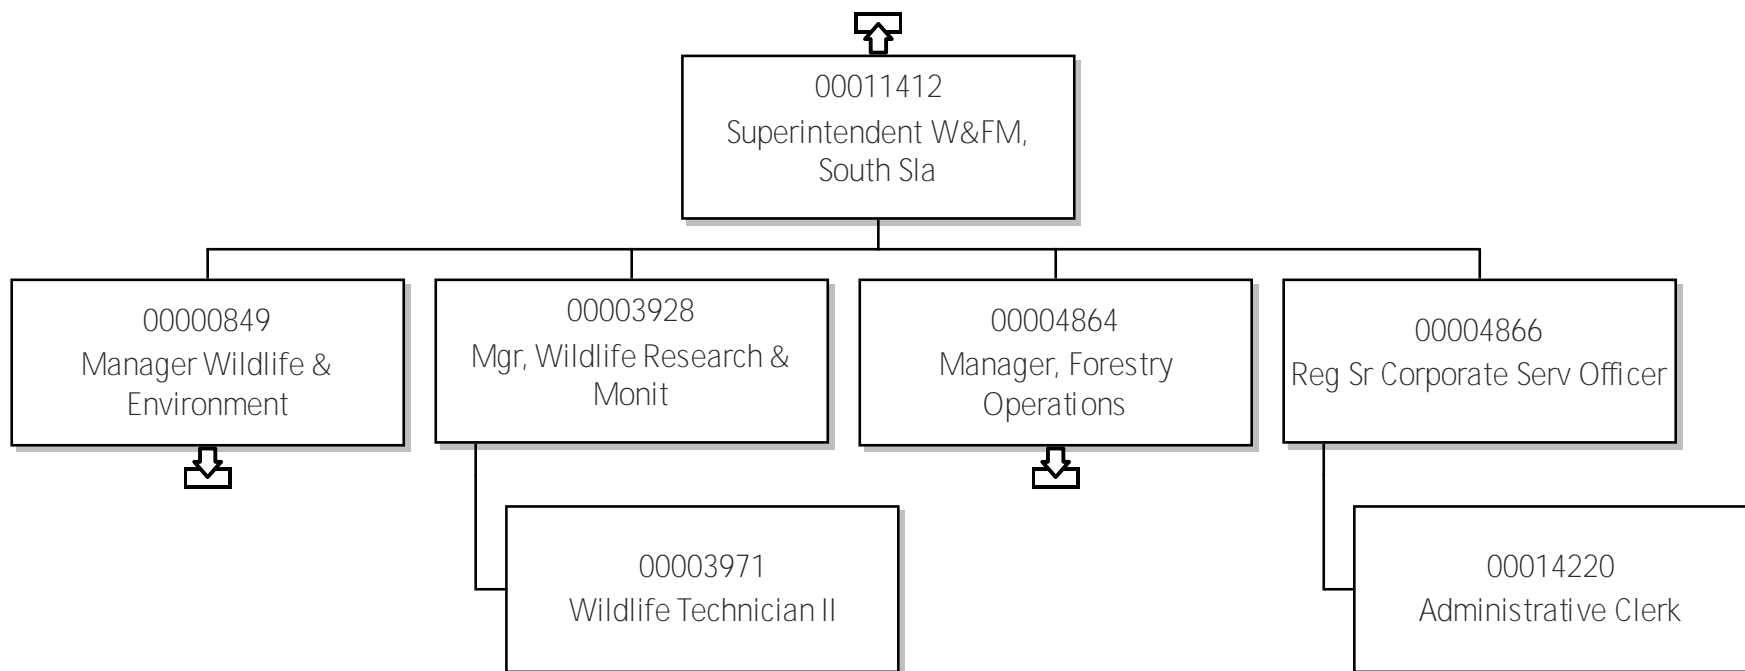 00011412
Superintendent W&FM,
South Sla
00000849
Manager Wildlife &
Environment
00003928
Mgr, Wildlife Research &
Monit
00004864
Manager, Forestry
Operations
00004866
Reg Sr Corporate Serv Officer
00003971
Wildlife Technician II
00014220
Administrative Clerk